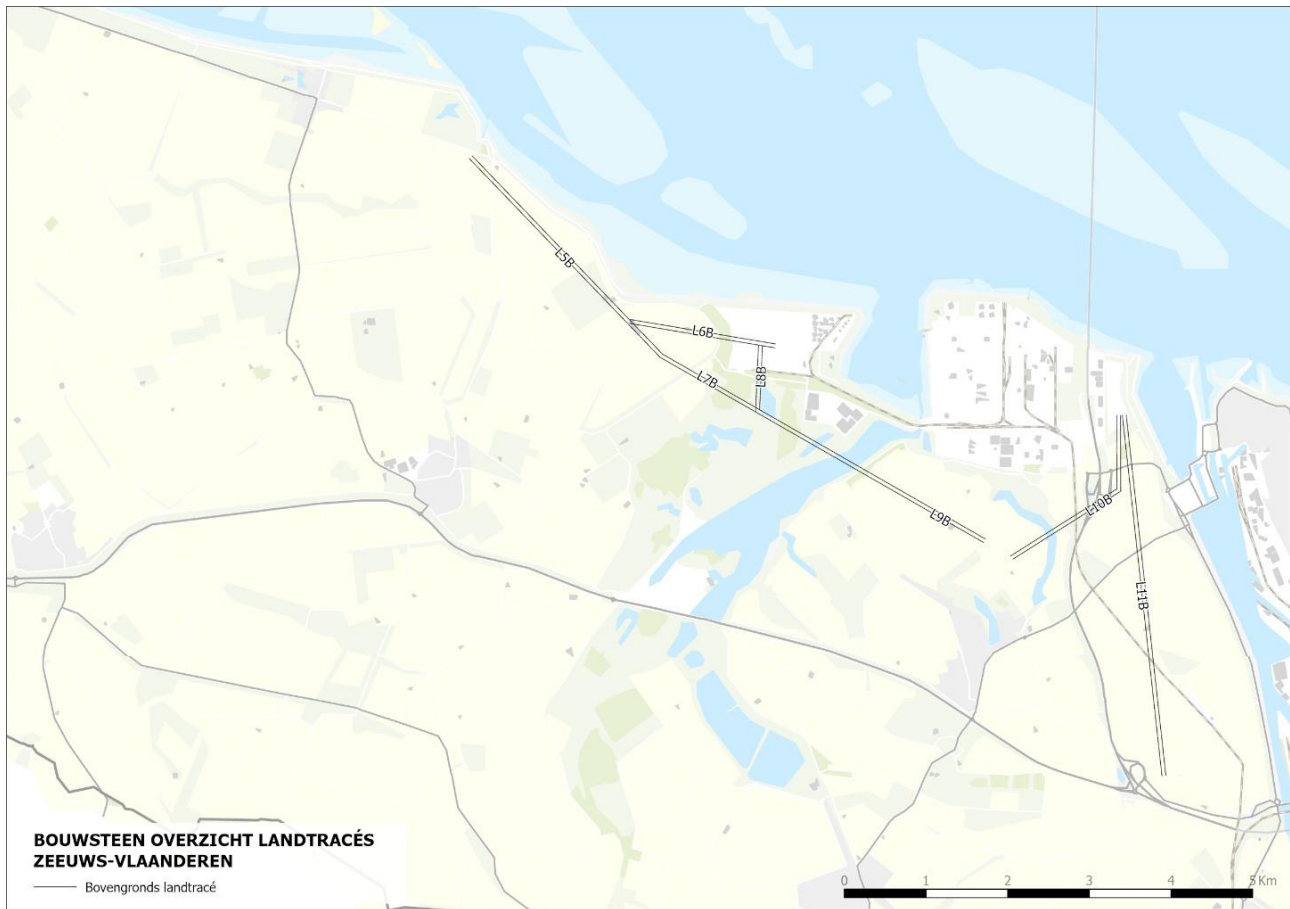 L5B
L6B
L7B
L8B
L9B
L10B
L11B
BOUWSTEEN OVERZICHT LANDTRACÉS
ZEEUWS-VLAANDEREN
Bovengronds landtracé
0 1 2 3 4 5 Km